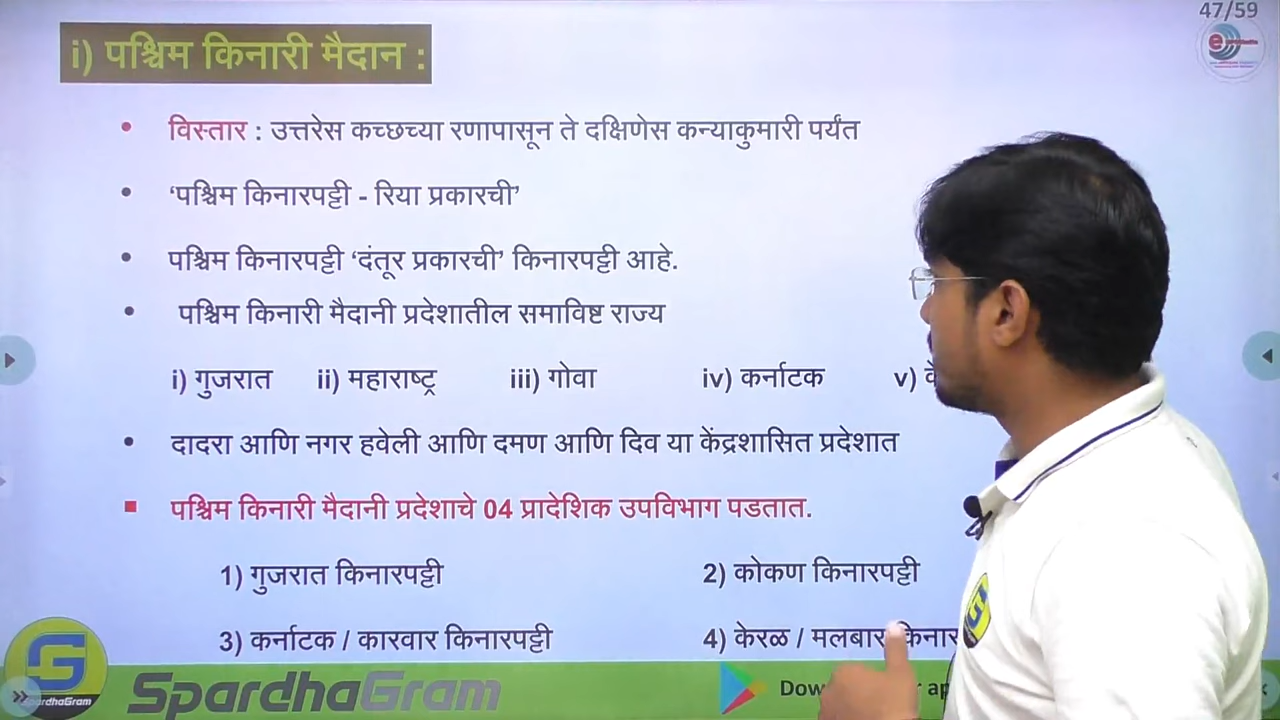 47/59
i) पश्चिम किनारी मैदान :
• विस्तार : उत्तरेस कच्छच्या रणापासून ते दक्षिणेस कन्याकुमारी पर्यंत
• ‘पश्चिम किनारपट्टी - रिया प्रकारची’
• पश्चिम किनारपट्टी ‘दंतूर प्रकारची’ किनारपट्टी आहे.
• पश्चिम किनारी मैदानी प्रदेशातील समाविष्ट राज्य
i) गुजरात ii) महाराष्ट्र iii) गोवा iv) कर्नाटक v)
• दादरा आणि नगर हवेली आणि दमण आणि दिव या केंद्रशासित प्रदेशात
▪ पश्चिम किनारी मैदानी प्रदेशाचे 04 प्रादेशिक उपविभाग पडतात.
1) गुजरात किनारपट्टी 2) कोकण किनारपट्टी
3) कर्नाटक / कारवार किनारपट्टी 4) केरळ / मलबार
SpardhaGram
SpardhaGram